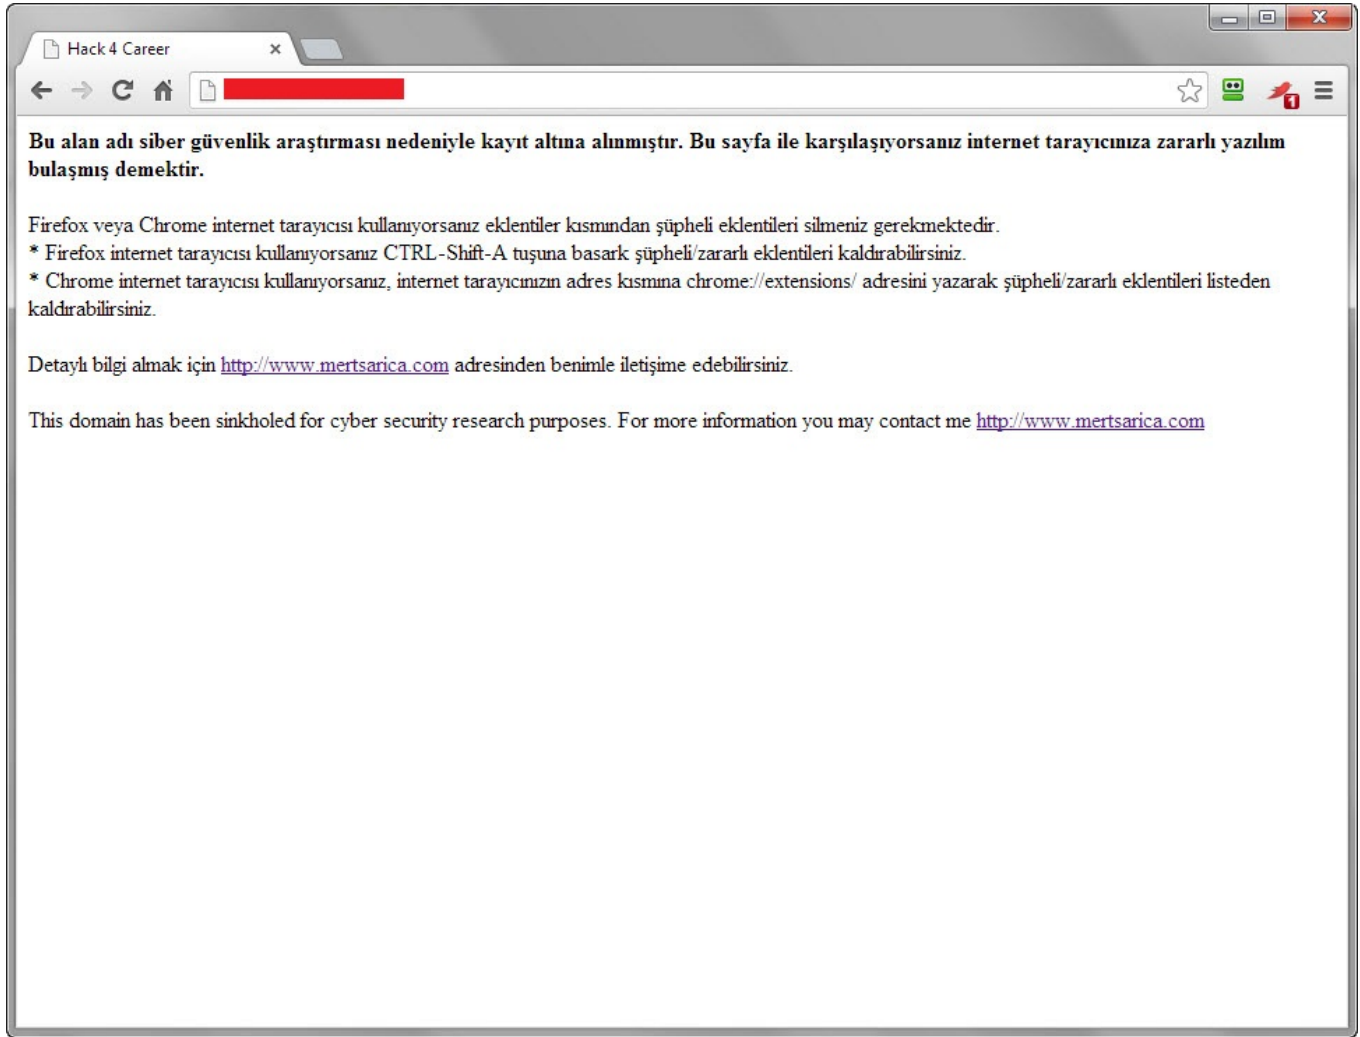 Hack 4 Career
1
Bu alan adı siber güvenlik araştırması nedeniyle kayıt altına alınmıştır. Bu sayfa ile karşılaşıyorsanız internet tarayıcınıza zararlı yazılım
bulaşmış demektir.
Firefox veya Chrome internet tarayıcısı kullanıyorsanız eklentiler kısmından şüpheli eklentileri silmeniz gerekmektedir.
* Firefox internet tarayıcısı kullanıyorsanız CTRL-Shift-A tuşuna basark şüpheli/zararlı eklentileri kaldırabilirsiniz.
* Chrome internet tarayıcısı kullanıyorsanız, internet tarayıcınızın adres kısmına chrome://extensions/ adresini yazarak şüpheli/zararlı eklentileri listeden
kaldırabilirsiniz.
Detaylı bilgi almak için http://www.mertsarica.com adresinden benimle iletişime edebilirsiniz.
This domain has been sinkholed for cyber security research purposes. For more information you may contact me http://www.mertsarica.com